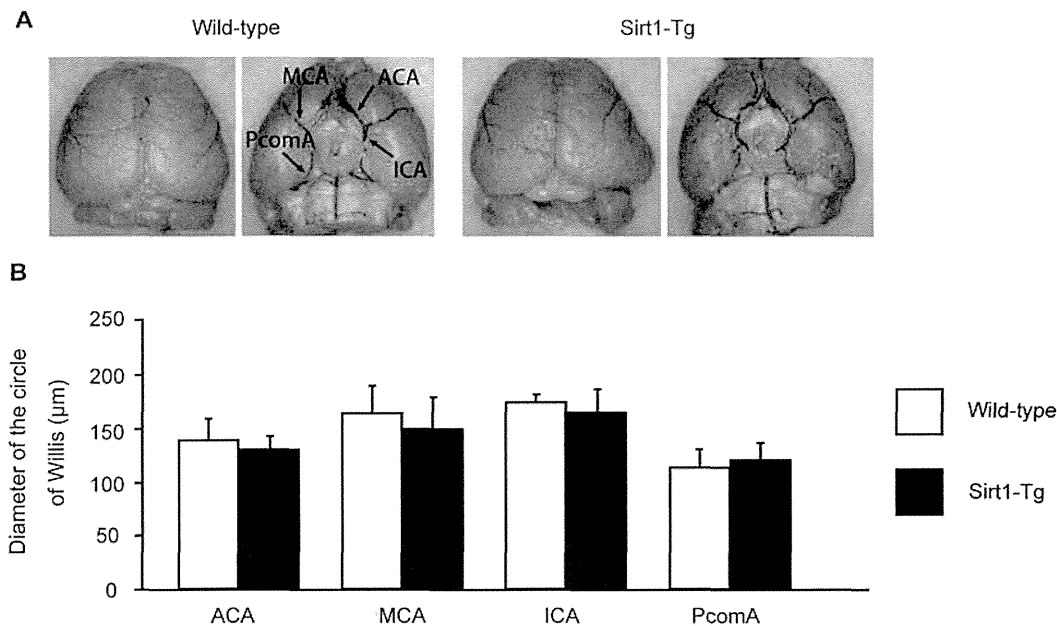 A
Wild-type
Sirt1-Tg
MCA
ACA
PcomA
ICA
B
Diameter of the circle
of Willis (µm)
250
200
150
100
50
0
ACA
MCA
ICA
PcomA
Wild-type
Sirt1-Tg